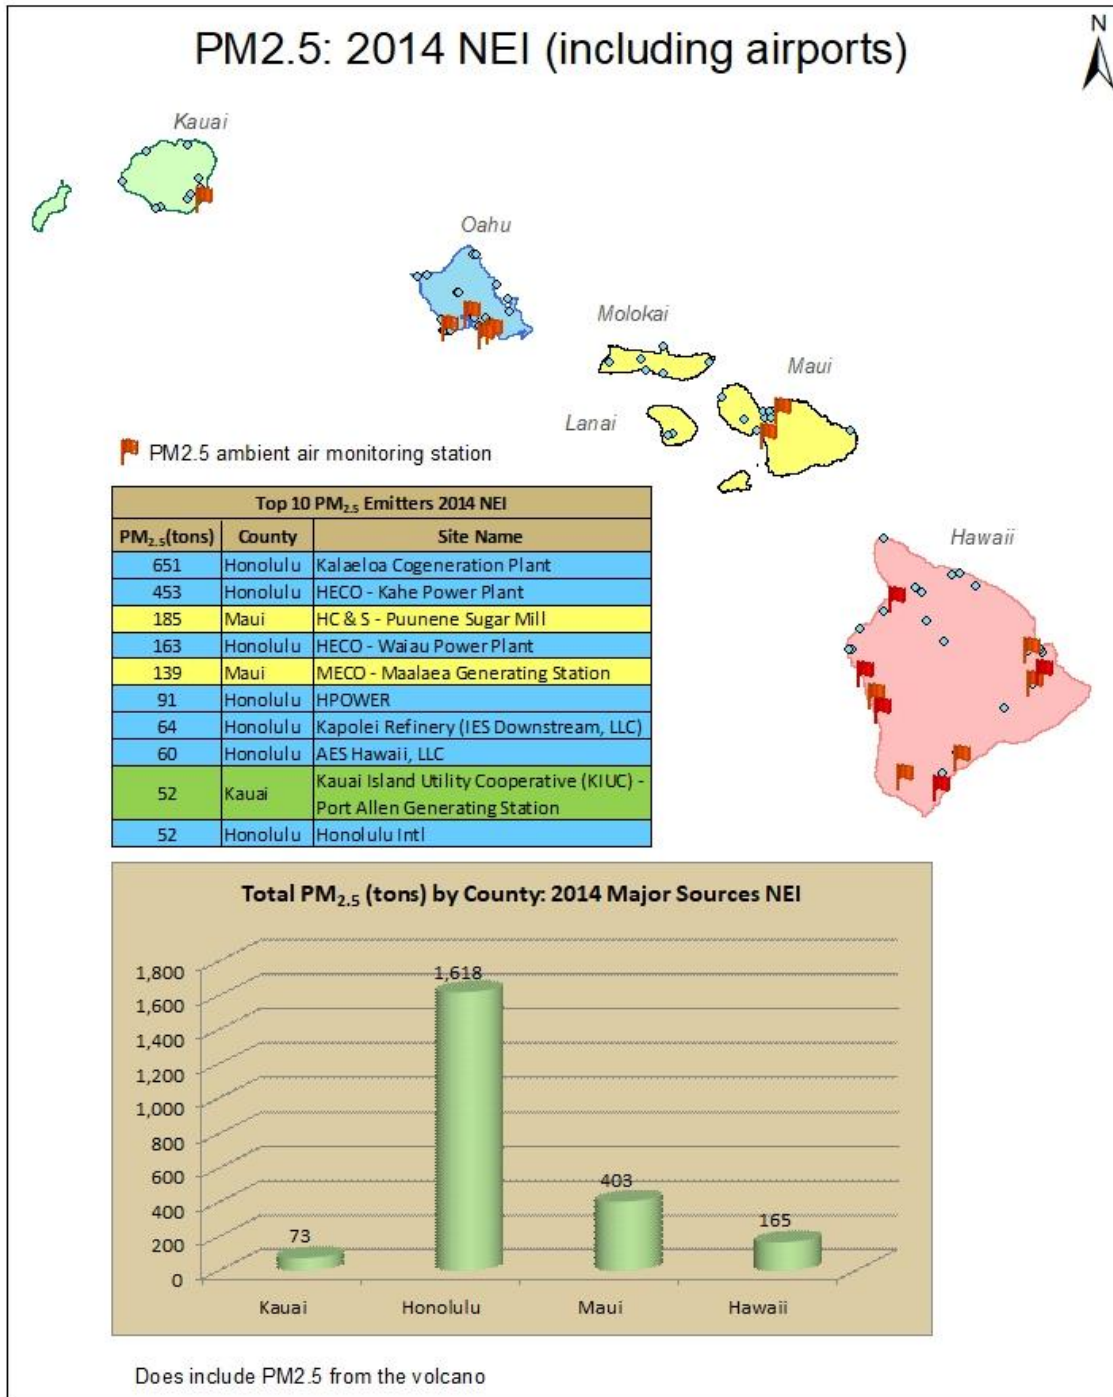 PM2.5: 2014 NEI (including airports)
N
Kauai
Oahu
Molokai
Maui
Lanai
Hawaii
PM2.5 ambient air monitoring station
Top 10 PM2.5 Emitters 2014 NEI
PM2.5(tons) County Site Name
651 Honolulu Kalaeloa Cogeneration Plant
453 Honolulu HECO - Kahe Power Plant
185 Maui HC & S - Puunene Sugar Mill
163 Honolulu HECO - Waiau Power Plant
139 Maui MECO - Maalaea Generating Station
91 Honolulu HPOWER
64 Honolulu Kapolei Refinery (IES Downstream, LLC)
60 Honolulu AES Hawaii, LLC
52 Kauai Kauai Island Utility Cooperative (KIUC) -
Port Allen Generating Station
52 Honolulu Honolulu Intl
Total PM2.5 (tons) by County: 2014 Major Sources NEI
1,800
1,600
1,400
1,200
1,000
800
600
400
200
0
73
1,618
403
165
Kauai Honolulu Maui Hawaii
Does include PM2.5 from the volcano